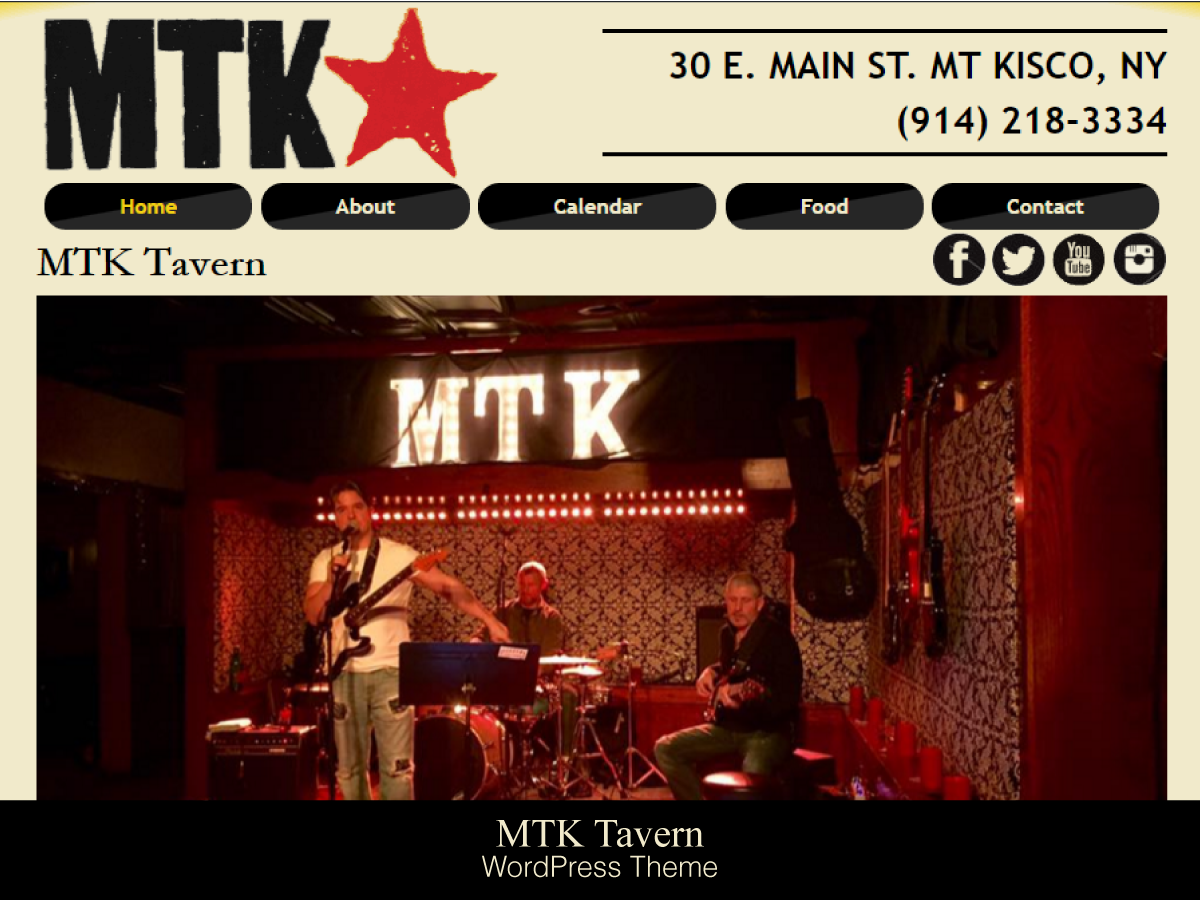 MTK
30 E. MAIN ST. MT KISCO, NY
(914) 218-3334
Home
About
Calendar
Food
Contact
MTK Tavern
You
Tube
MTK
MTK Tavern
WordPress Theme